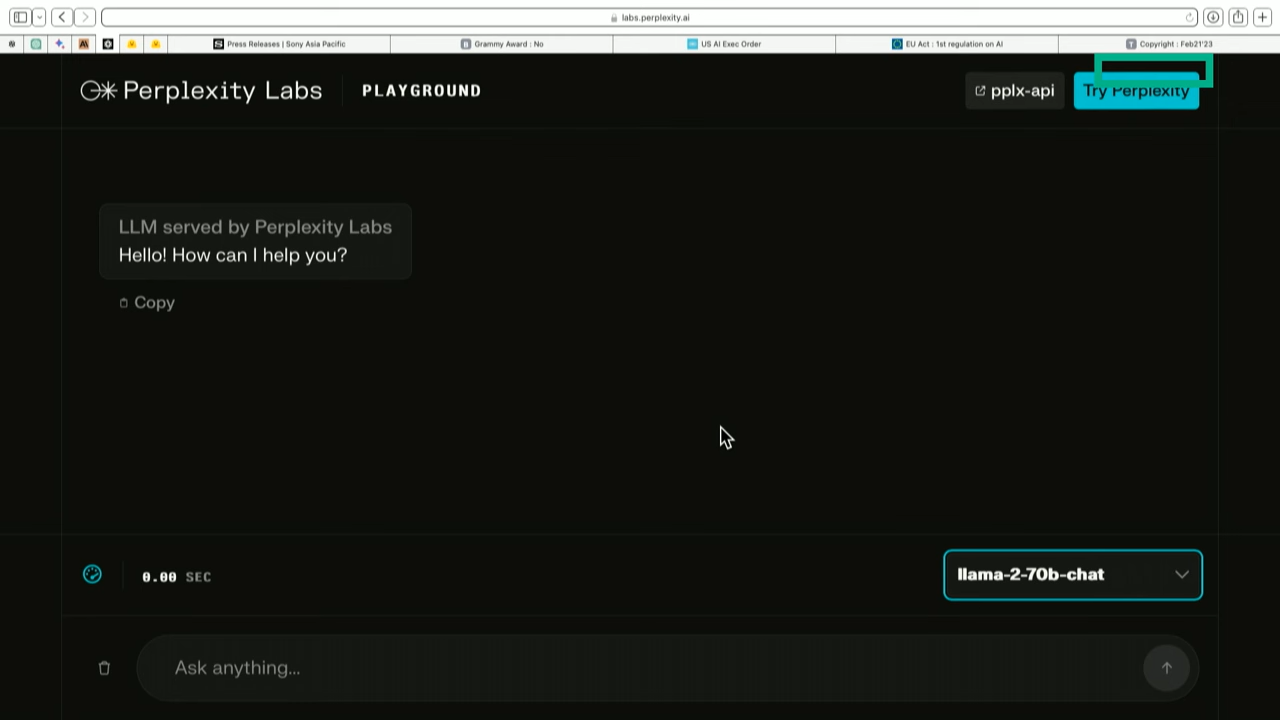 labs.perplexity.ai
Press Releases | Sony Asia Pacific
Grammy Award : No
US AI Exec Order
EU Act : 1st regulation on AI
Copyright : Feb21'23
Perplexity Labs
PLAYGROUND
pplx-api
Try Perplexity
LLM served by Perplexity Labs
Hello! How can I help you?
Copy
0.00 SEC
llama-2-70b-chat
Ask anything...